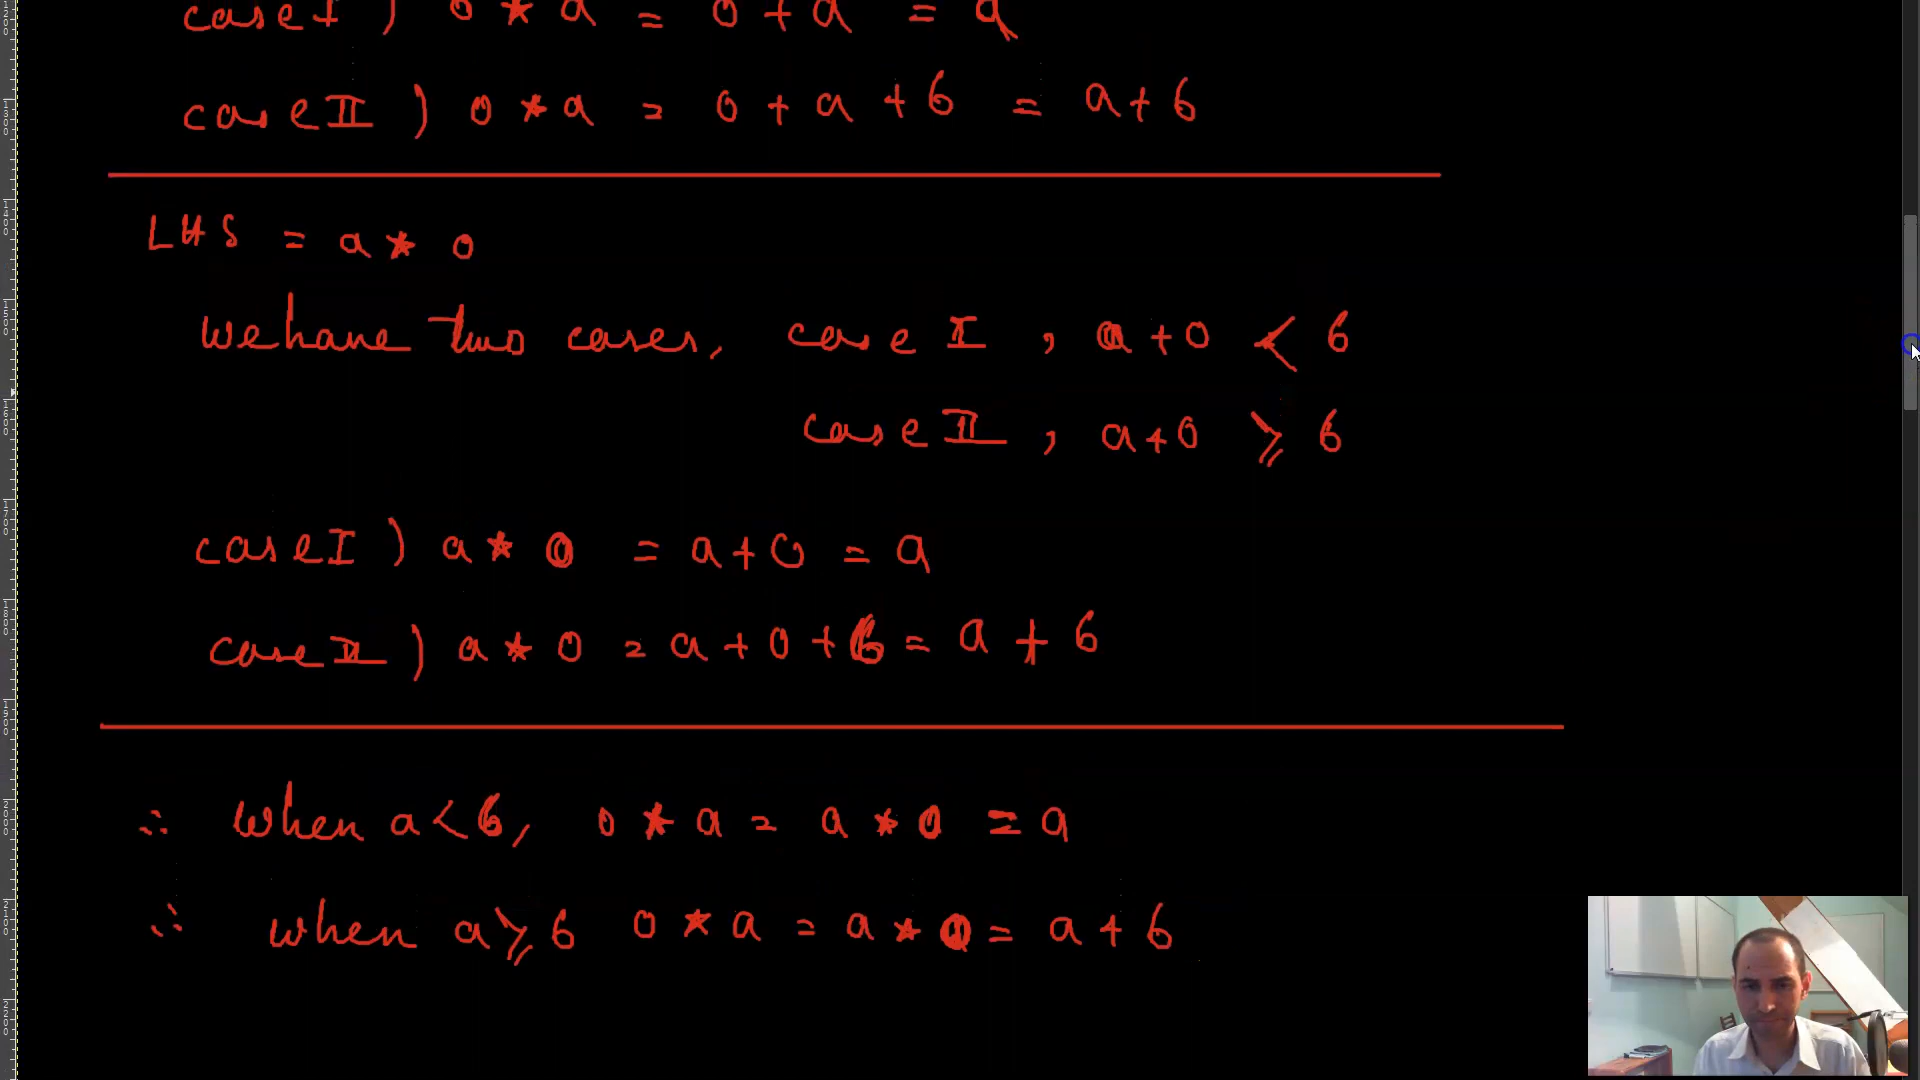 case I ) 0 * a = 0 + a = a
case II ) 0 * a = 0 + a + 6 = a + 6
LHS = a * 0
We have two cases, case I , a + 0 < 6
case II , a + 0 ⩾ 6
case I ) a * 0 = a + 0 = a
case II ) a * 0 = a + 0 + 6 = a + 6
∴ when a < 6, 0 * a = a * 0 = a
∴ when a ⩾ 6 0 * a = a * 0 = a + 6